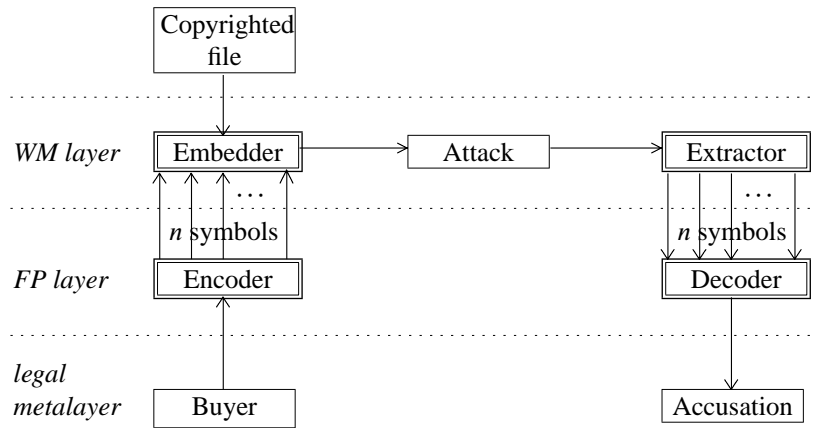 Copyrighted
file
WM layer
Embedder
Attack
Extractor
...
...
n symbols
n symbols
FP layer
Encoder
Decoder
legal
metalayer
Buyer
Accusation